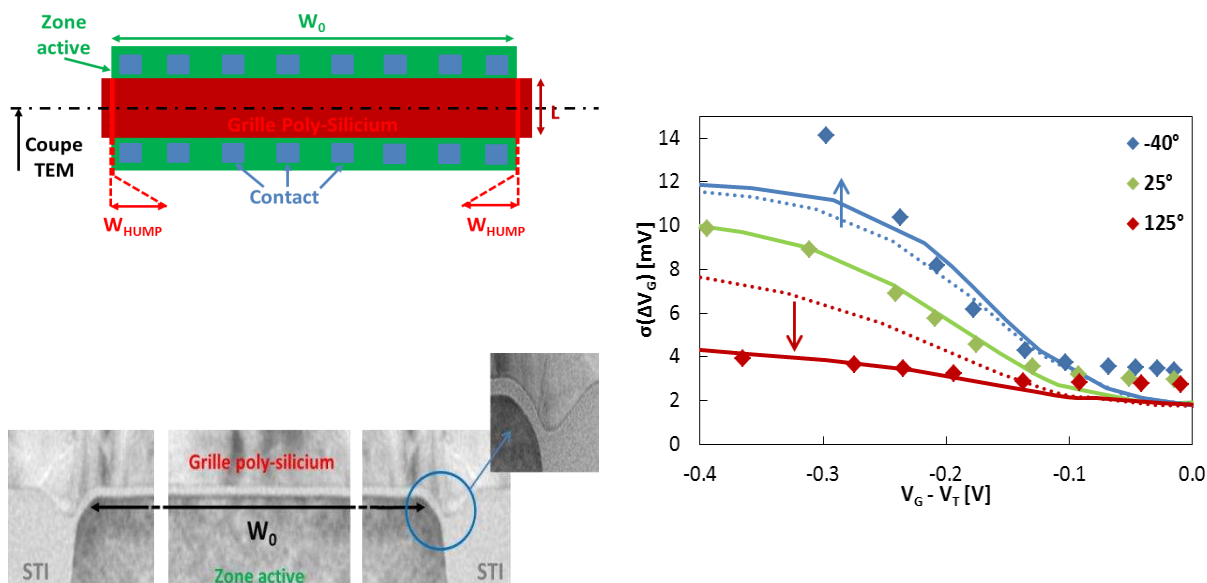 Zone
active
W0
L
Grille Poly-Silicium
Coupe
TEM
Contact
WHUMP
WHUMP
Grille poly-silicium
W0
STI
Zone active
STI
σ(ΔVG) [mV]
14
12
10
8
6
4
2
0
-0.4
-0.3
-0.2
-0.1
0.0
VG - VT [V]
-40°
25°
125°